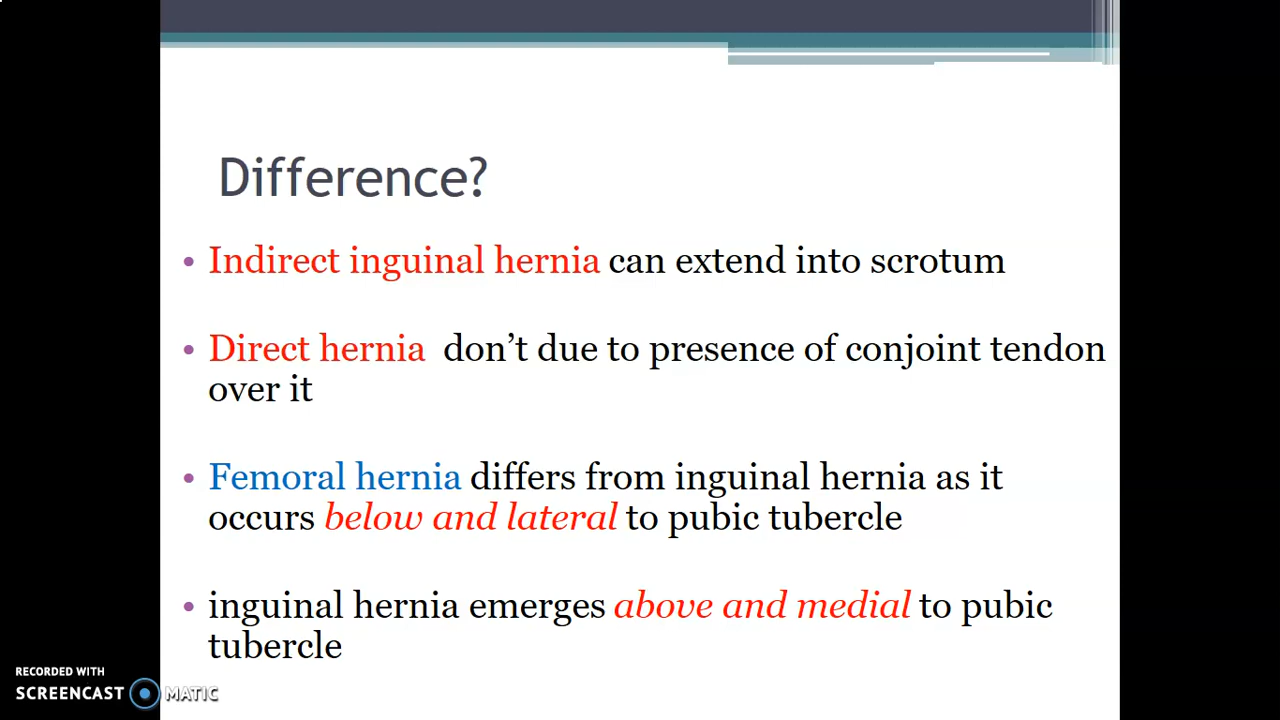 Difference?
• Indirect inguinal hernia can extend into scrotum
• Direct hernia don’t due to presence of conjoint tendon
over it
• Femoral hernia differs from inguinal hernia as it
occurs below and lateral to pubic tubercle
• inguinal hernia emerges above and medial to pubic
tubercle
RECORDED WITH
SCREENCAST MATIC